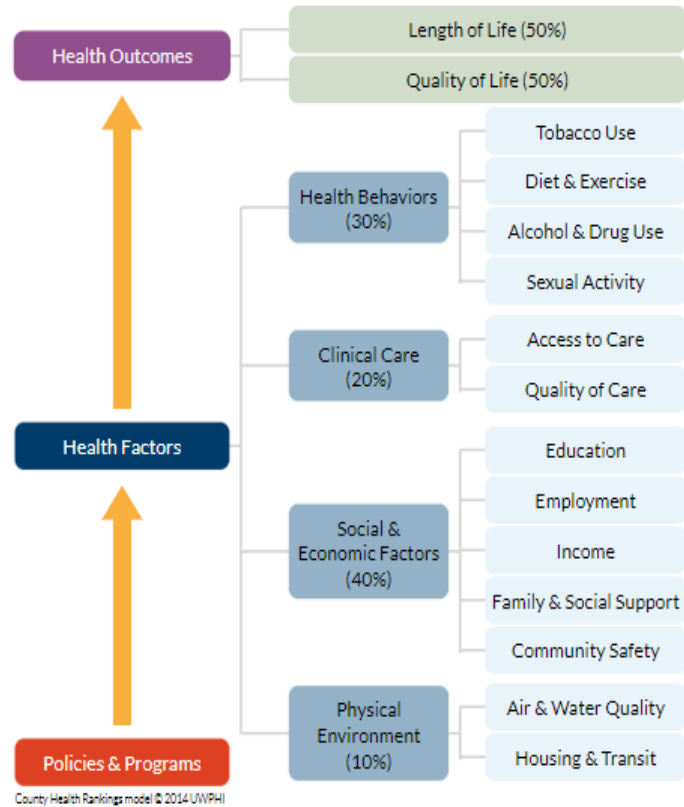 Health Outcomes
Length of Life (50%)
Quality of Life (50%)
Health Behaviors
(30%)
Tobacco Use
Diet & Exercise
Alcohol & Drug Use
Sexual Activity
Clinical Care
(20%)
Access to Care
Quality of Care
Health Factors
Social &
Economic Factors
(40%)
Education
Employment
Income
Family & Social Support
Community Safety
Physical
Environment
(10%)
Air & Water Quality
Housing & Transit
Policies & Programs
County Health Rankings model © 2014 UWPHI